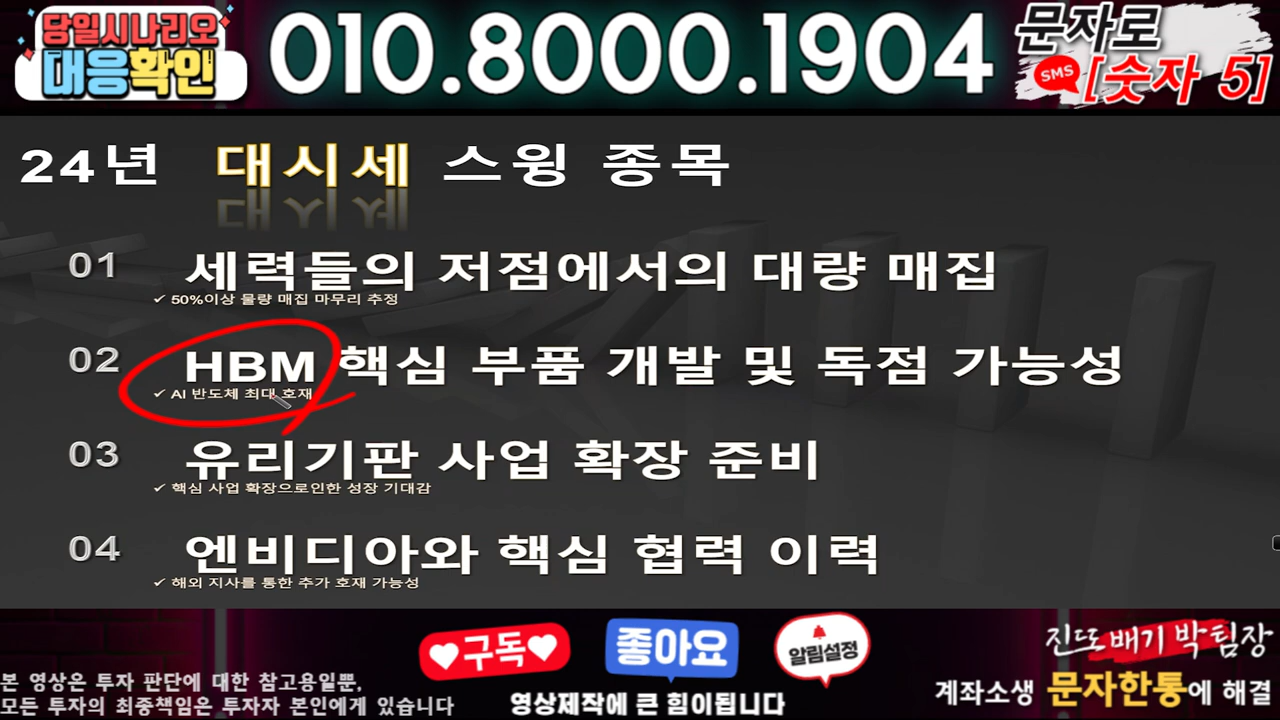 당일시나리오
대응확인
010.8000.1904
문자로
SMS [숫자 5]
24년 대시세 스윙 종목
01 세력들의 저점에서의 대량 매집
✓ 50%이상 물량 매집 마무리 추정
02 HBM 핵심 부품 개발 및 독점 가능성
✓ AI 반도체 최대 호재
03 유리기판 사업 확장 준비
✓ 핵심 사업 확장으로인한 성장 기대감
04 엔비디아와 핵심 협력 이력
✓ 해외 지사를 통한 추가 호재 가능성
구독
좋아요
알림설정
영상제작에 큰 힘이됩니다
본 영상은 투자 판단에 대한 참고용일뿐,
모든 투자의 최종책임은 투자자 본인에게 있습니다
진또배기 박팀장
계좌소생 문자한통에 해결